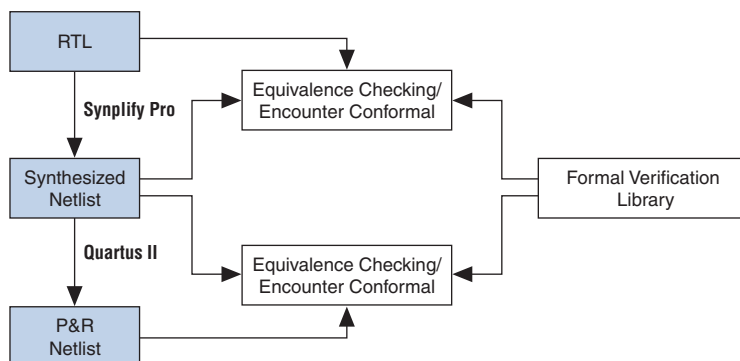 RTL
Equivalence Checking/
Encounter Conformal
Synplify Pro
Synthesized
Netlist
Formal Verification
Library
Quartus II
Equivalence Checking/
Encounter Conformal
P&R
Netlist